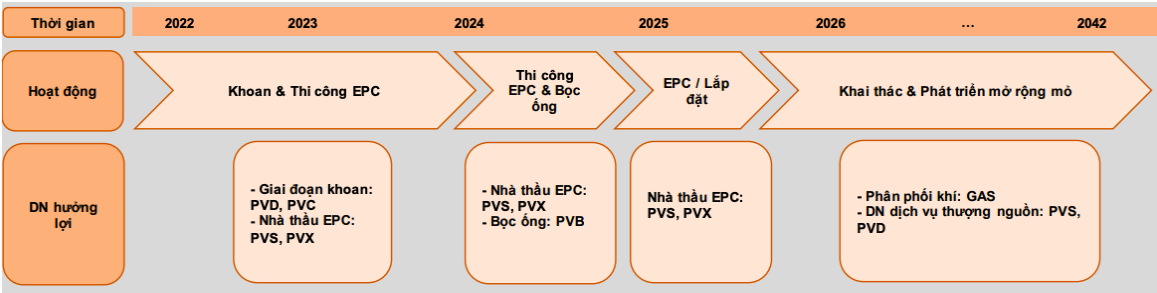 Thời gian
2022
2023
2024
2025
2026
...
2042
Hoạt động
Khoan & Thi công EPC
Thi công
EPC & Bọc
ống
EPC / Lắp
đặt
Khai thác & Phát triển mở rộng mỏ
DN hưởng
lợi
- Giai đoạn khoan:
PVD, PVC
- Nhà thầu EPC:
PVS, PVX
- Nhà thầu EPC:
PVS, PVX
- Bọc ống: PVB
Nhà thầu EPC:
PVS, PVX
- Phân phối khí: GAS
- DN dịch vụ thượng nguồn: PVS,
PVD